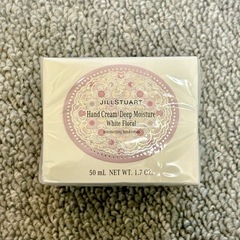 JILLSTUART
Hand Cream Deep Moisture
White Floral
50 mL NET WT. 1.7 Oz.